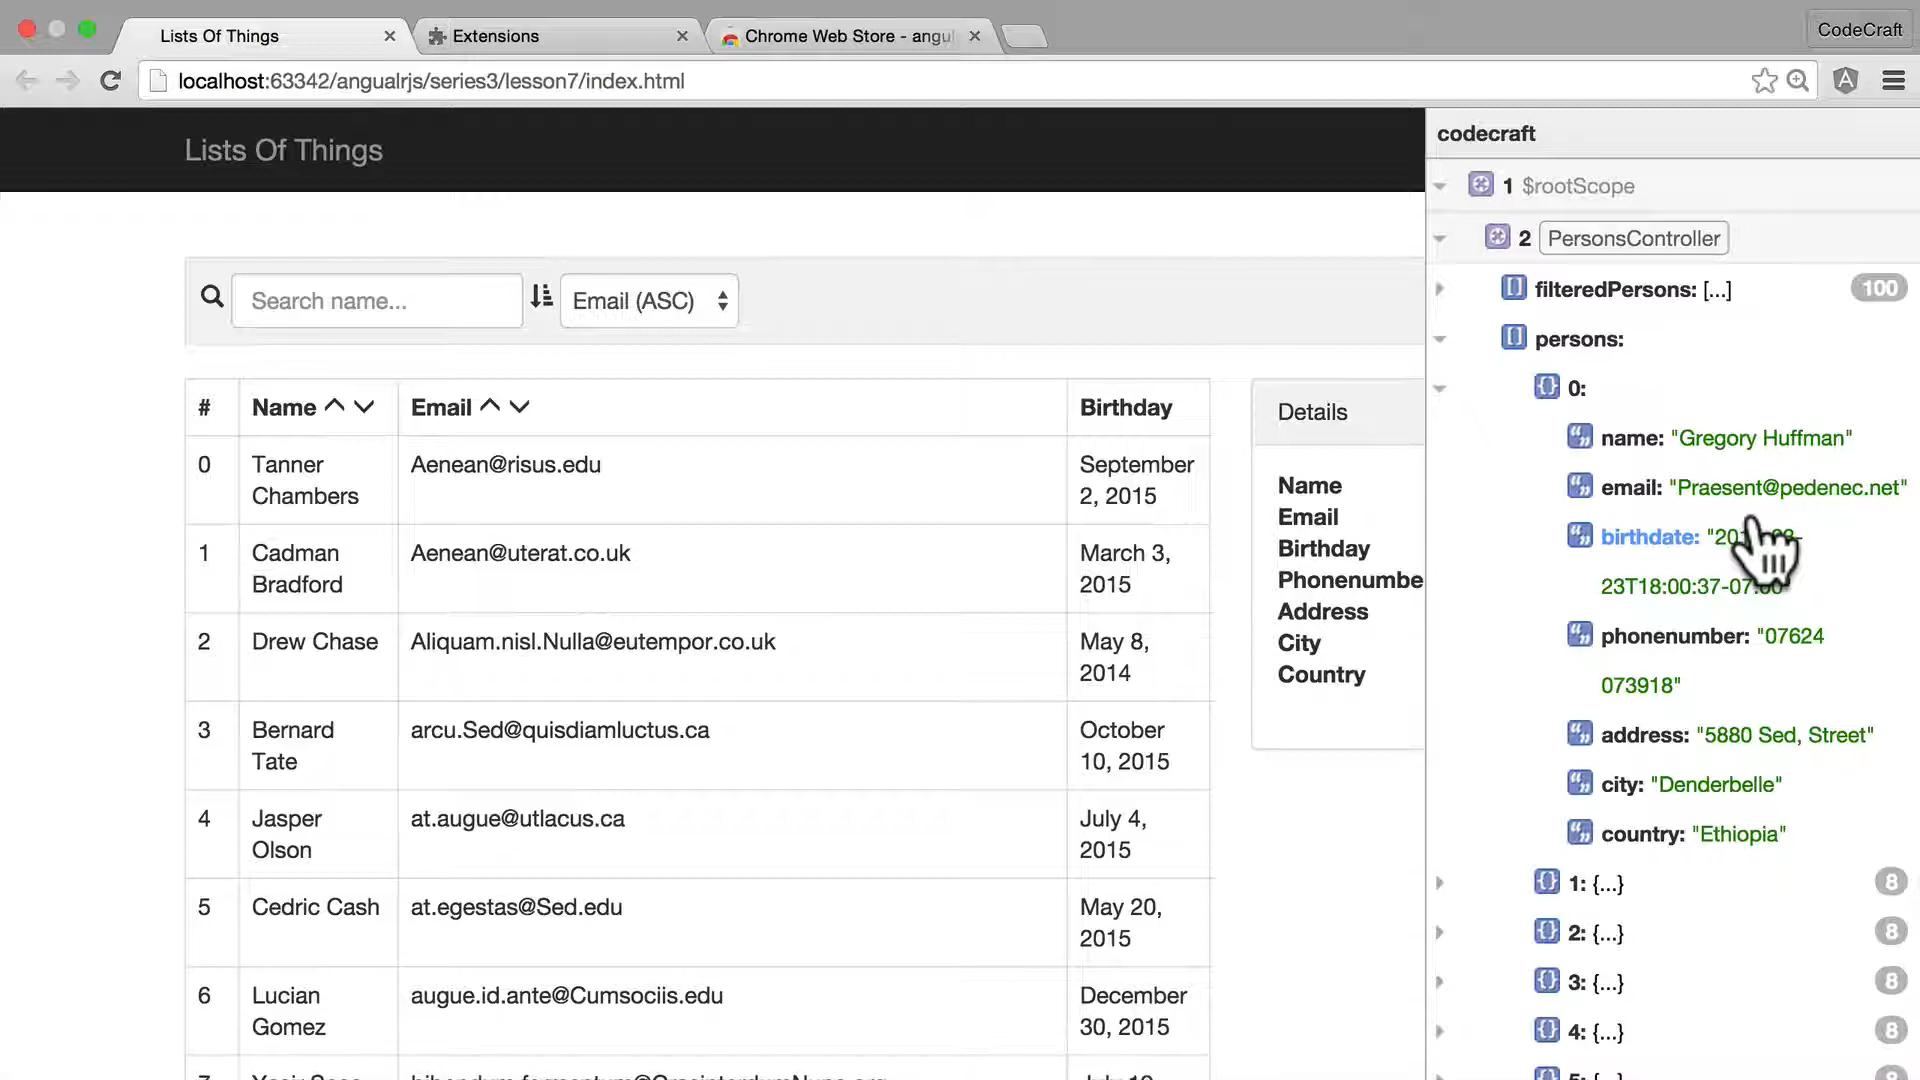 Lists Of Things
Extensions
Chrome Web Store - angul
CodeCraft
localhost:63342/angualrjs/series3/lesson7/index.html
Lists Of Things
Search name...
Email (ASC)
# Name Email Birthday
0 Tanner Chambers Aenean@risus.edu September 2, 2015
1 Cadman Bradford Aenean@uterat.co.uk March 3, 2015
2 Drew Chase Aliquam.nisl.Nulla@eutempor.co.uk May 8, 2014
3 Bernard Tate arcu.Sed@quisdiamluctus.ca October 10, 2015
4 Jasper Olson at.augue@utlacus.ca July 4, 2015
5 Cedric Cash at.egestas@Sed.edu May 20, 2015
6 Lucian Gomez augue.id.ante@Cumsociis.edu December 30, 2015
Details
Name
Email
Birthday
Phonenumbe
Address
City
Country
codecraft
1 $rootScope
2 PersonsController
filteredPersons: [...] 100
persons:
0:
name: "Gregory Huffman"
email: "Praesent@pedenec.net"
birthdate:
phonenumber: "07624
073918"
address: "5880 Sed, Street"
city: "Denderbelle"
country: "Ethiopia"
1: {...} 8
2: {...} 8
3: {...} 8
4: {...} 8